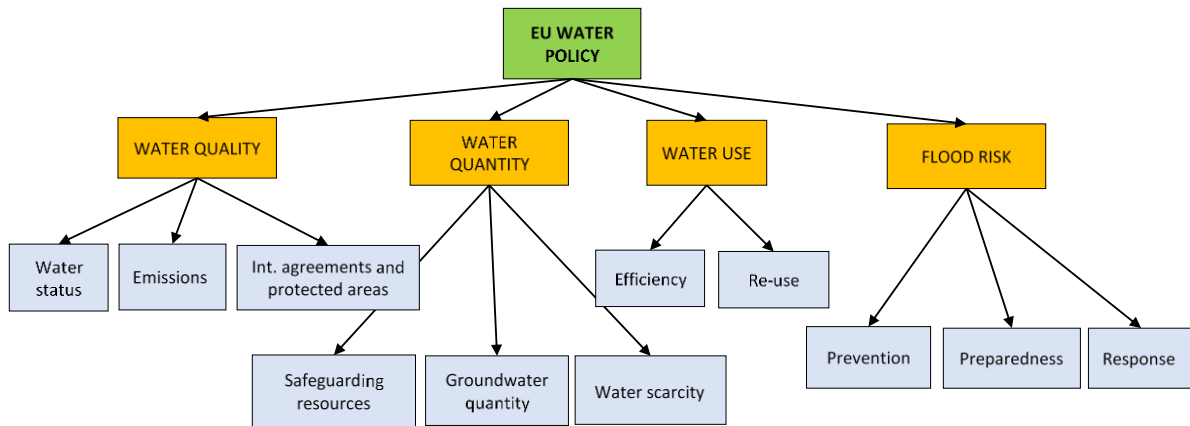 EU WATER
POLICY
WATER QUALITY
WATER
QUANTITY
WATER USE
FLOOD RISK
Water
status
Emissions
Int. agreements and
protected areas
Efficiency
Re-use
Safeguarding
resources
Groundwater
quantity
Water scarcity
Prevention
Preparedness
Response